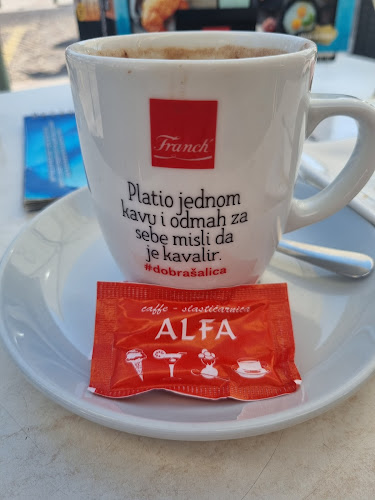 Franck
Platio jednom
kavu i odmah za
sebe misli da
je kavalir.
#dobrašalica
caffe - slastičarnica
ALFA